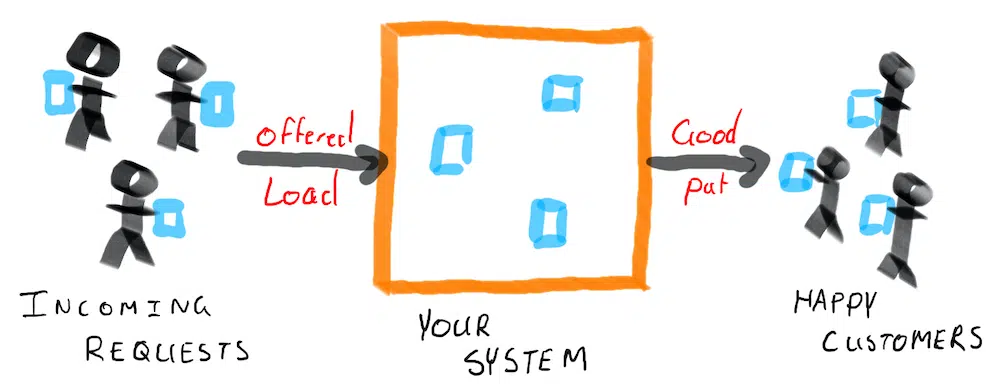 Offered
Load
Good
put
INCOMING
REQUESTS
YOUR
SYSTEM
HAPPY
CUSTOMERS